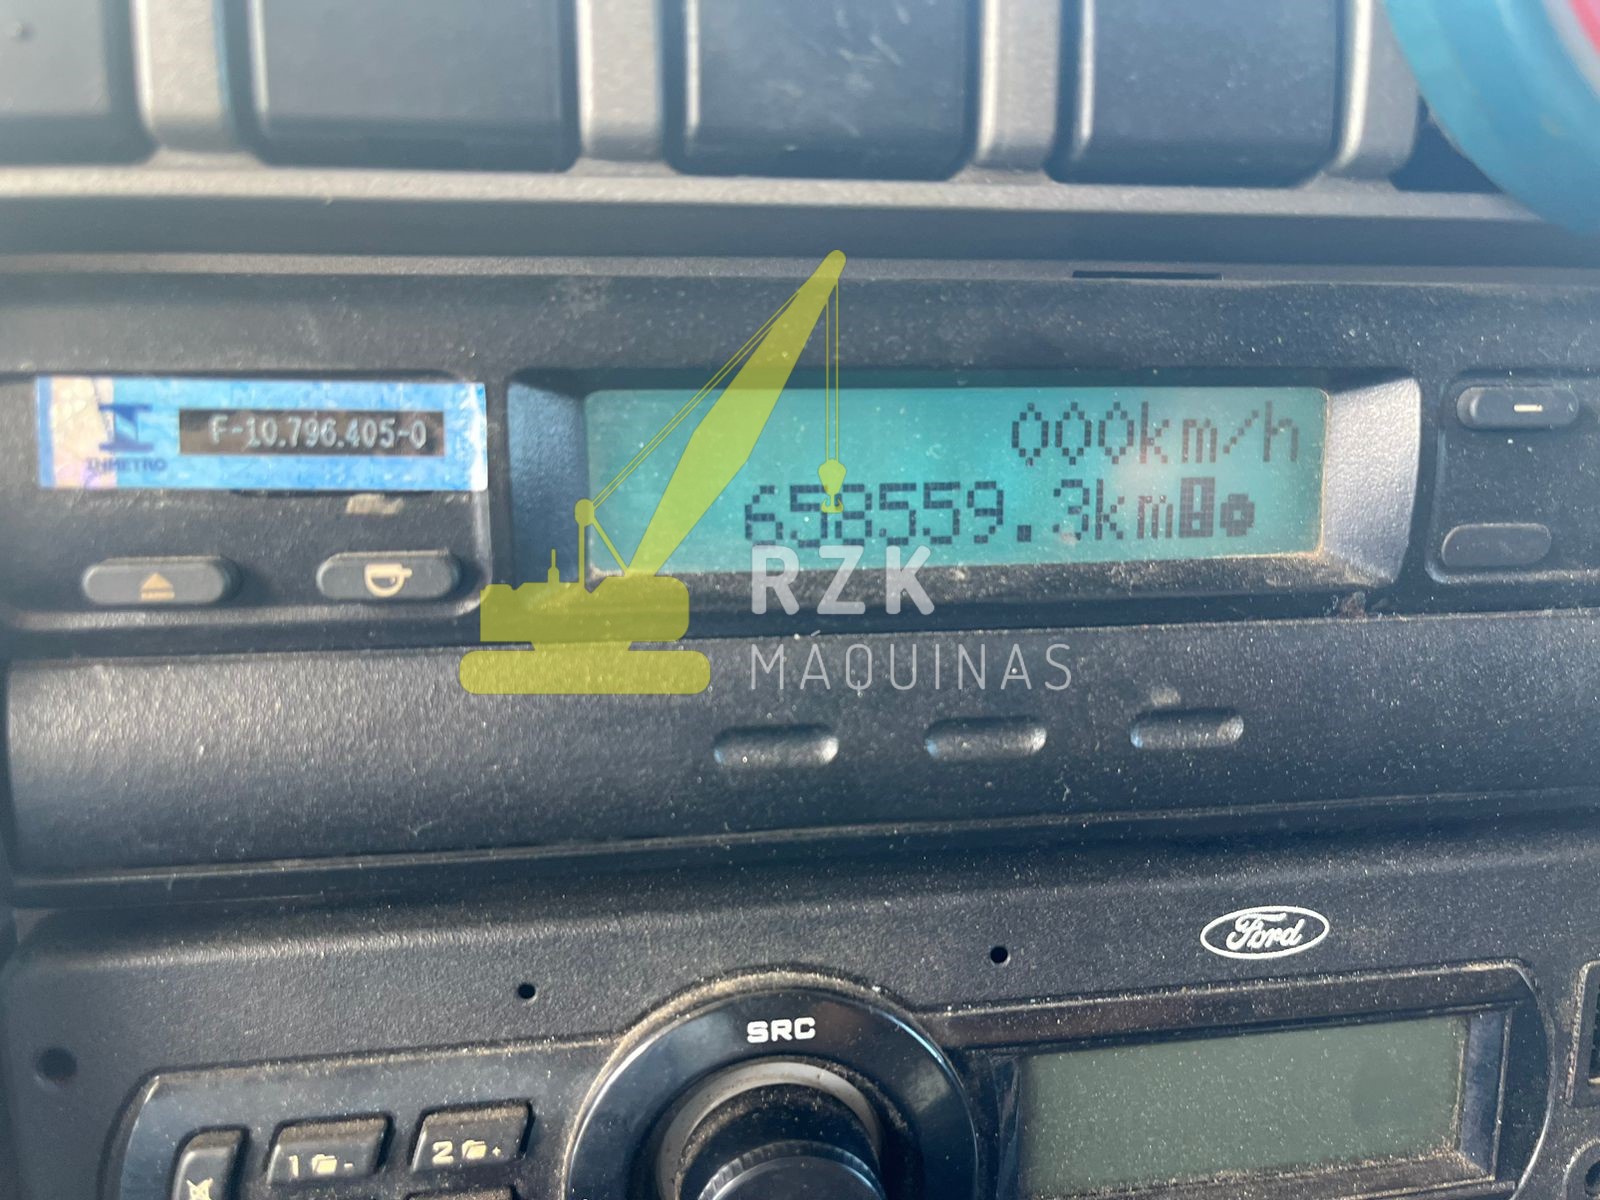 INMETRO
F-10.796.405-0
000km/h
658559.3km
RZK
MÁQUINAS
Ford
SRC
1
2